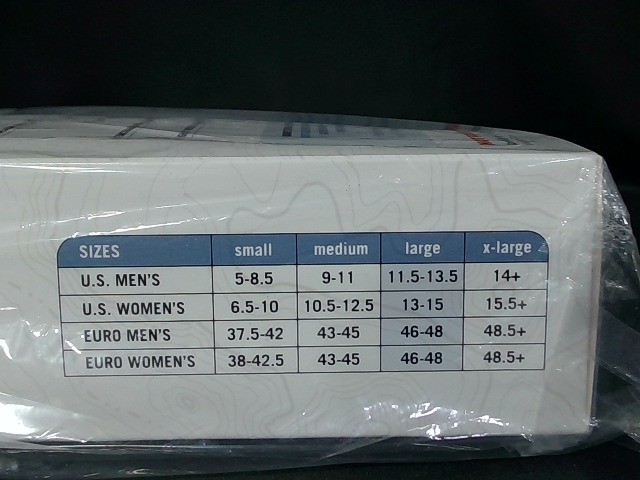 SIZES small medium large x-large
U.S. MEN'S 5-8.5 9-11 11.5-13.5 14+
U.S. WOMEN'S 6.5-10 10.5-12.5 13-15 15.5+
EURO MEN'S 37.5-42 43-45 46-48 48.5+
EURO WOMEN'S 38-42.5 43-45 46-48 48.5+